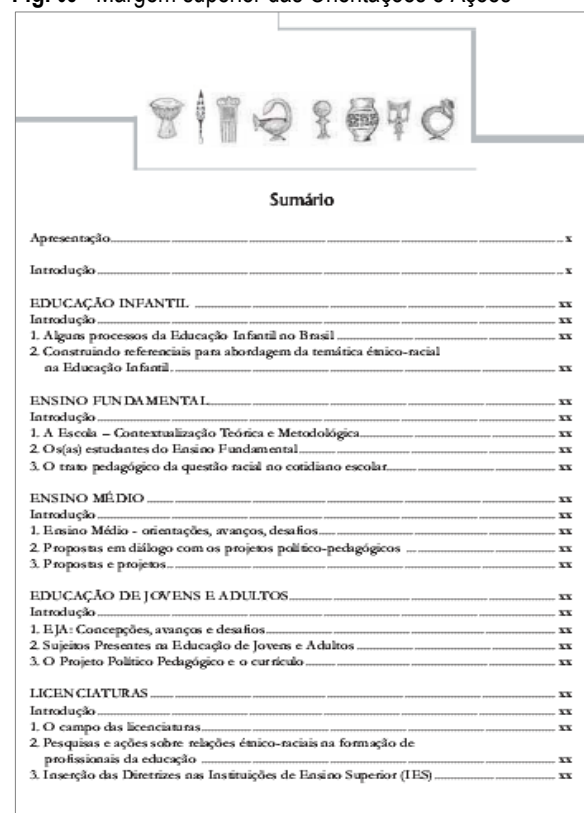 Margem superior das Orientações e Ações
Sumário
Apresentação x
Introdução x
EDUCAÇÃO INFANTIL xx
Introdução xx
1. Alguns processos da Educação Infantil no Brasil xx
2. Construindo referenciais para abordagem da temática étnico-racial
na Educação Infantil. xx
ENSINO FUNDAMENTAL xx
Introdução xx
1. A Escola – Contextualização Teórica e Metodológica xx
2. Os(as) estudantes do Ensino Fundamental xx
3. O trato pedagógico da questão racial no cotidiano escolar xx
ENSINO MÉDIO xx
Introdução xx
1. Ensino Médio - orientações, avanços, desafios xx
2. Propostas em diálogo com os projetos político-pedagógicos xx
3. Propostas e projetos xx
EDUCAÇÃO DE JOVENS E ADULTOS xx
Introdução xx
1. EJA: Concepções, avanços e desafios xx
2. Sujeitos Presentes na Educação de Jovens e Adultos xx
3. O Projeto Político Pedagógico e o currículo xx
LICENCIATURAS xx
Introdução xx
1. O campo das licenciaturas xx
2. Pesquisas e ações sobre relações étnico-raciais na formação de
profissionais da educação xx
3. Inserção das Diretrizes nas Instituições de Ensino Superior (IES) xx